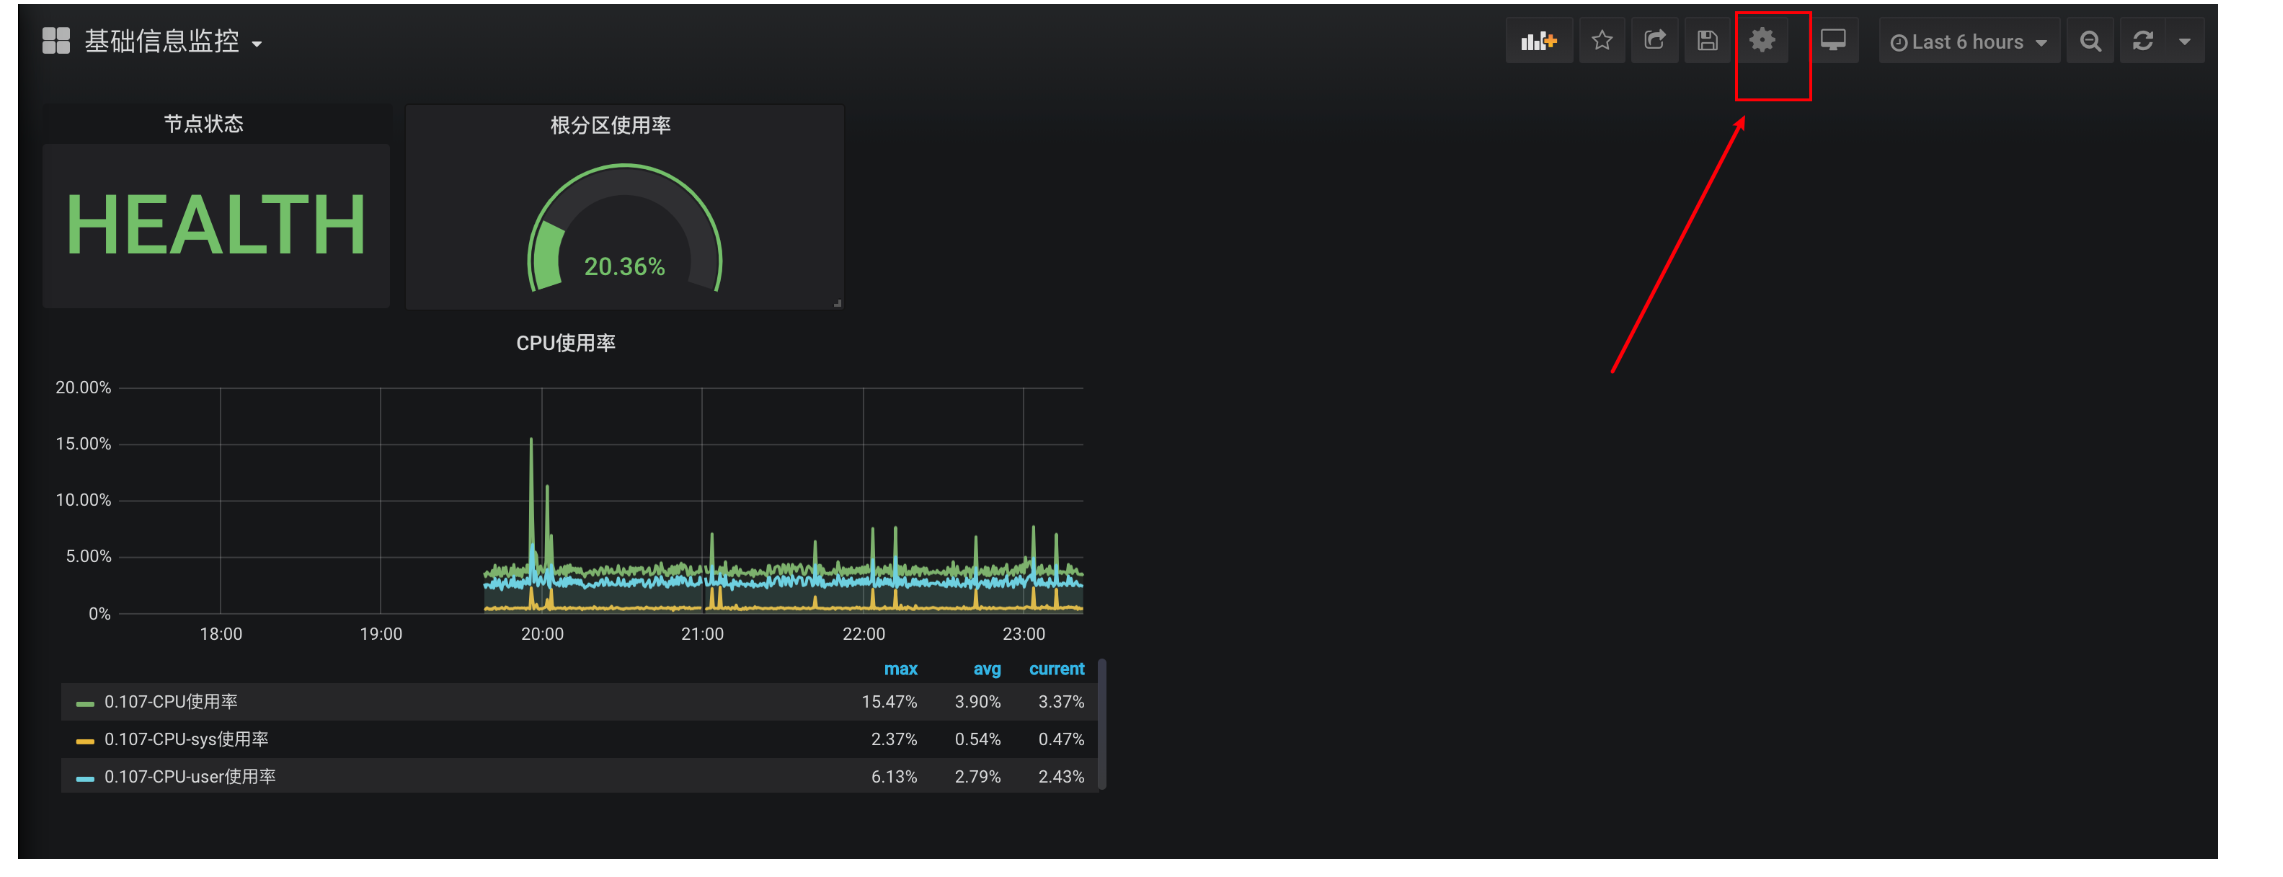 基础信息监控
Last 6 hours
节点状态
根分区使用率
HEALTH
20.36%
CPU使用率
20.00%
15.00%
10.00%
5.00%
0%
18:00 19:00 20:00 21:00 22:00 23:00
max avg current
0.107-CPU使用率 15.47% 3.90% 3.37%
0.107-CPU-sys使用率 2.37% 0.54% 0.47%
0.107-CPU-user使用率 6.13% 2.79% 2.43%